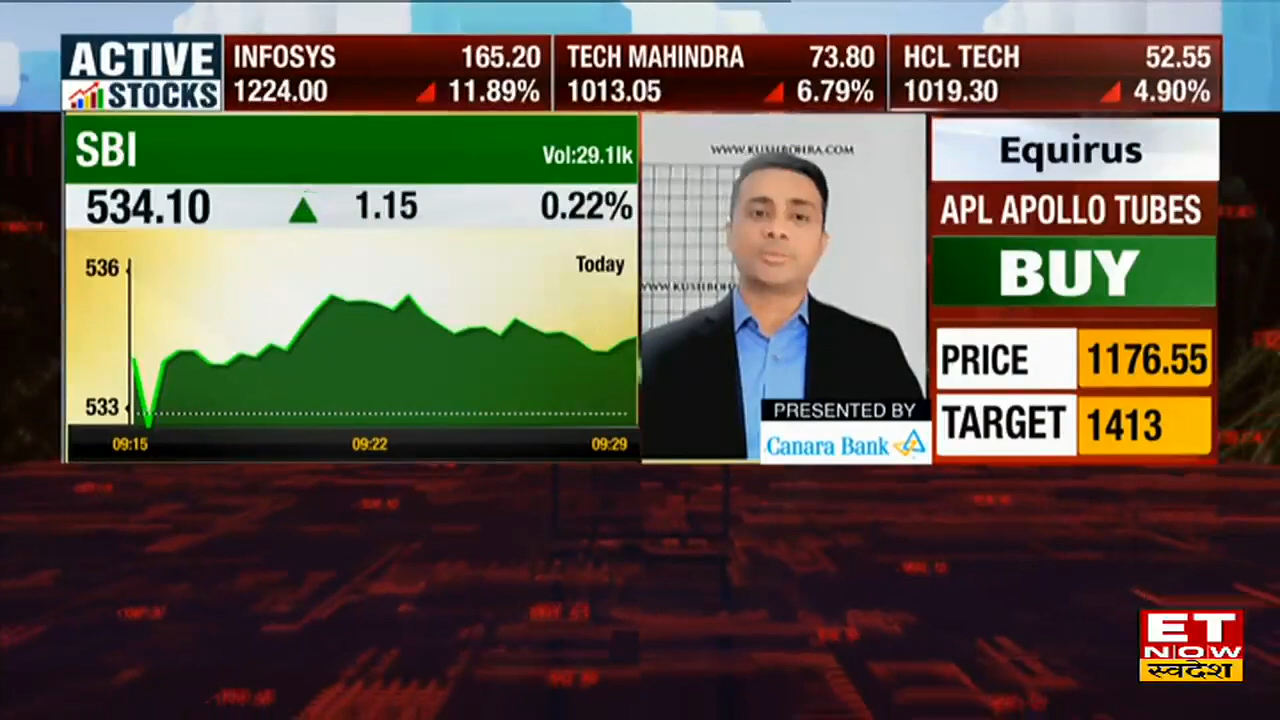 ACTIVE
STOCKS
INFOSYS 165.20
1224.00 11.89%
TECH MAHINDRA 73.80
1013.05 6.79%
HCL TECH 52.55
1019.30 4.90%
SBI
Vol:29.1lk
534.10 1.15 0.22%
Today
536
533
09:15 09:22 09:29
WWW.KUSHBOHRA.COM
WWW.KUSHBOHR
PRESENTED BY
Canara Bank
Equirus
APL APOLLO TUBES
BUY
PRICE 1176.55
TARGET 1413
ET
NOW
स्वदेश